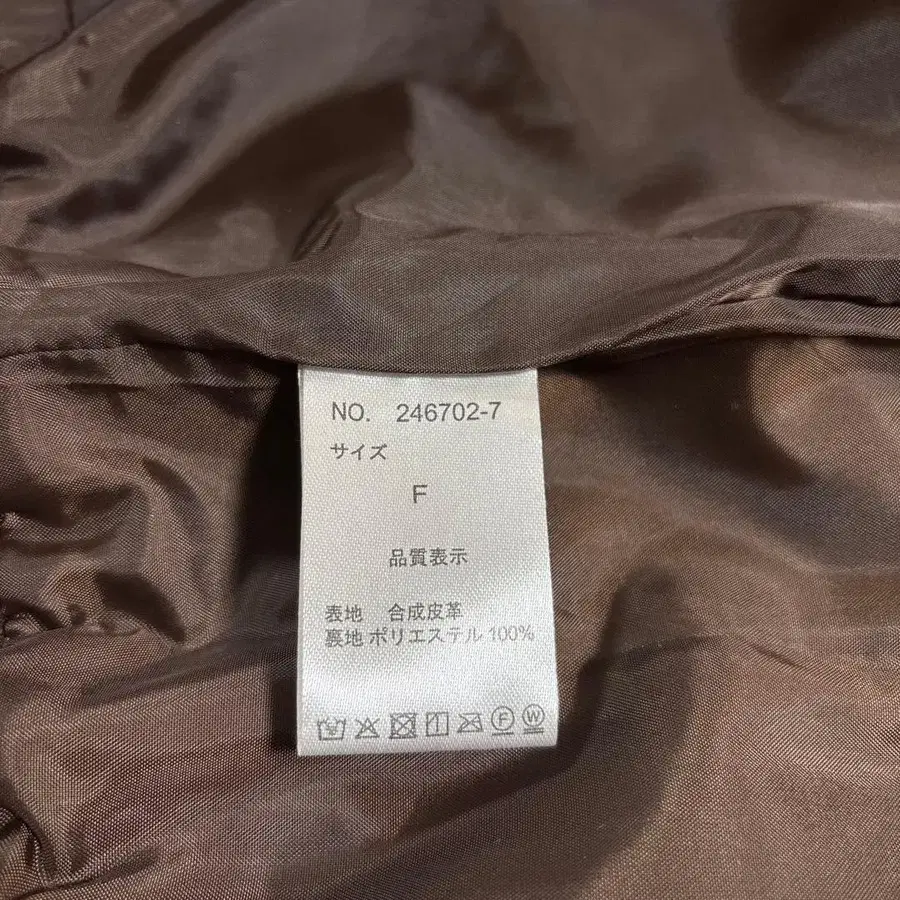 NO. 246702-7
サイズ
F
品質表示
表地 合成皮革
裏地 ポリエステル 100%
F W